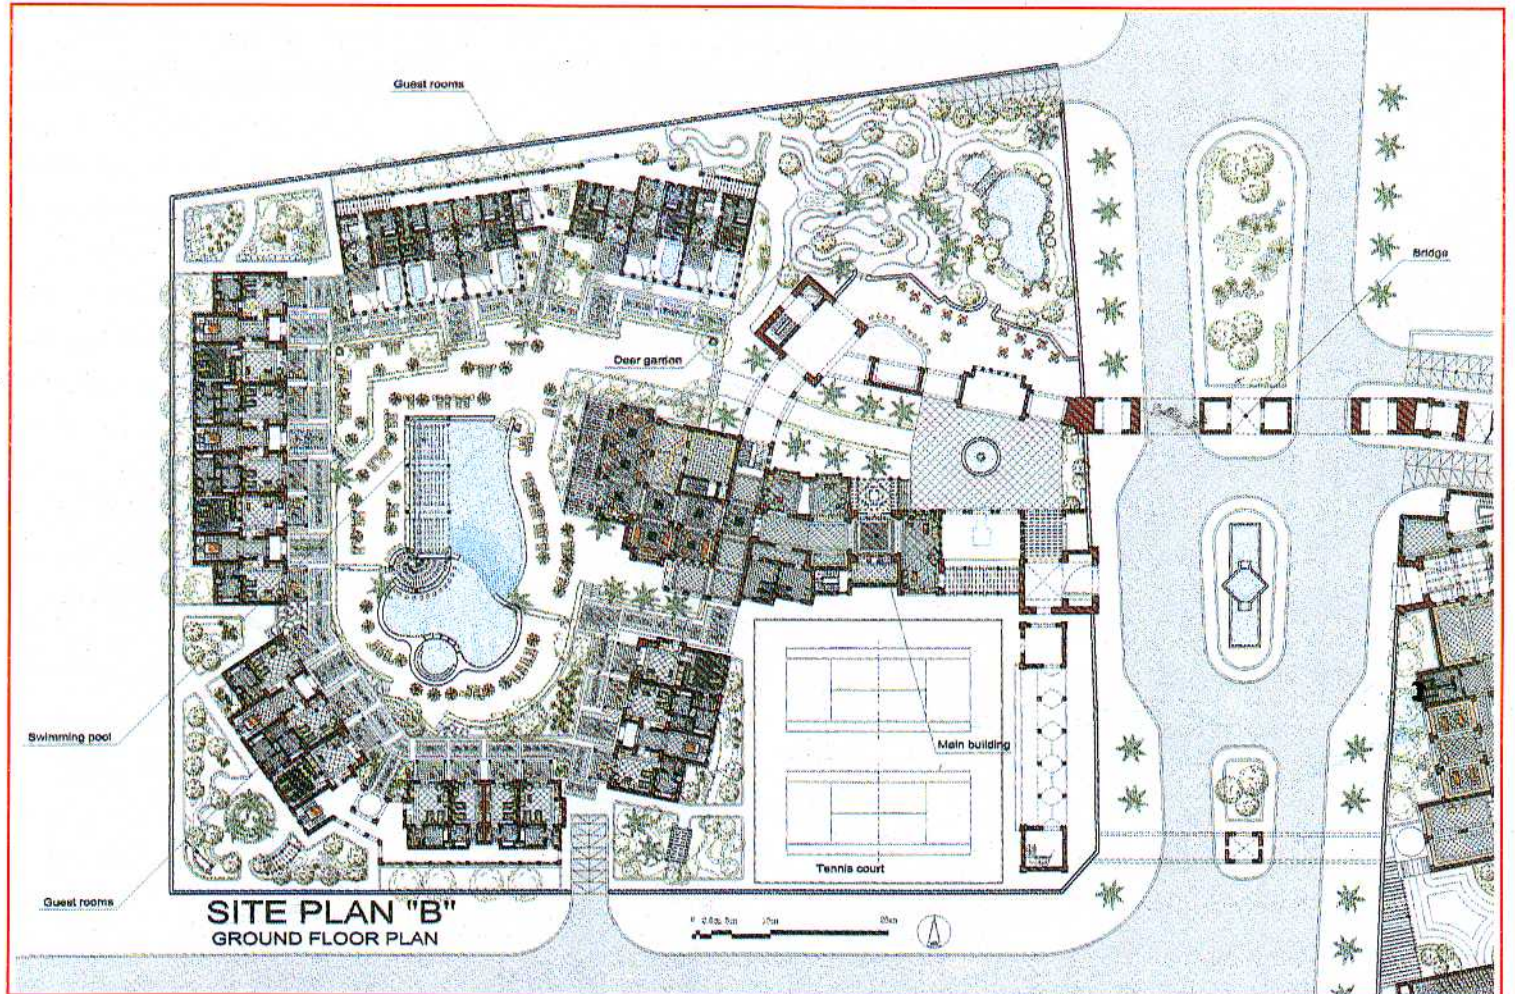 Guest rooms
Bridge
Deer garden
Swimming pool
Main building
Tennis court
Guest rooms
SITE PLAN "B"
GROUND FLOOR PLAN